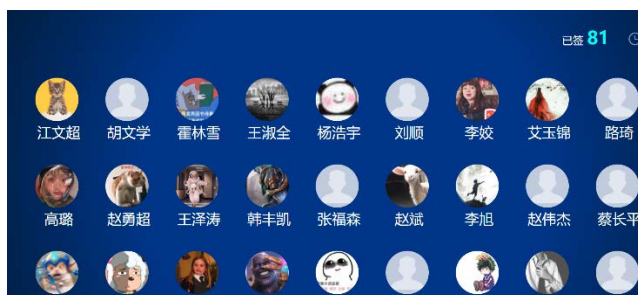 已签 81
江文超 胡文学 霍林雪 王淑全 杨浩宇 刘顺 李姣 艾玉锦 路琦
高璐 赵勇超 王泽涛 韩丰凯 张福森 赵斌 李旭 赵伟杰 蔡长平